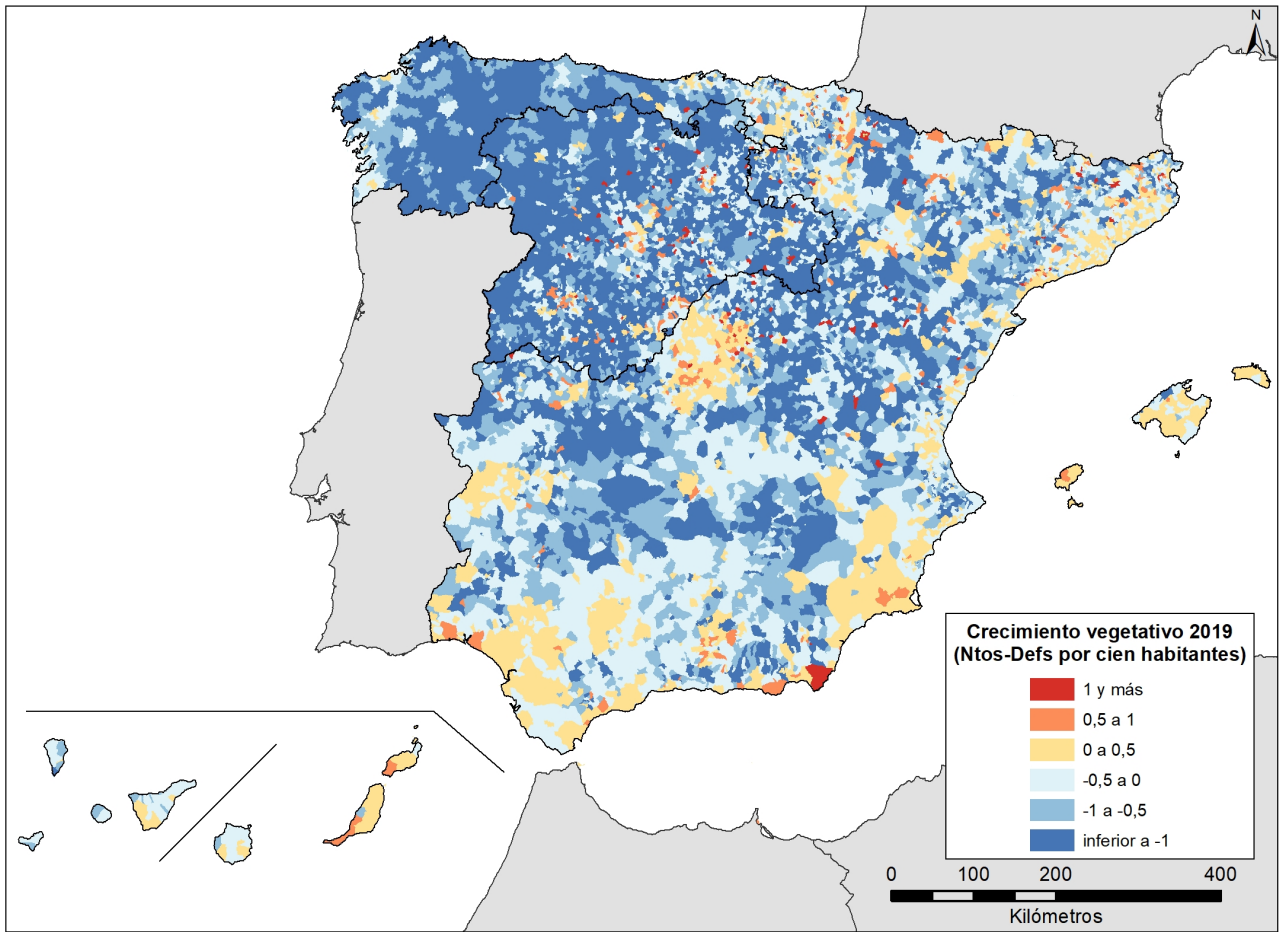 N
Crecimiento vegetativo 2019
(Ntos-Defs por cien habitantes)
1 y más
0,5 a 1
0 a 0,5
-0,5 a 0
-1 a -0,5
inferior a -1
0 100 200 400
Kilómetros